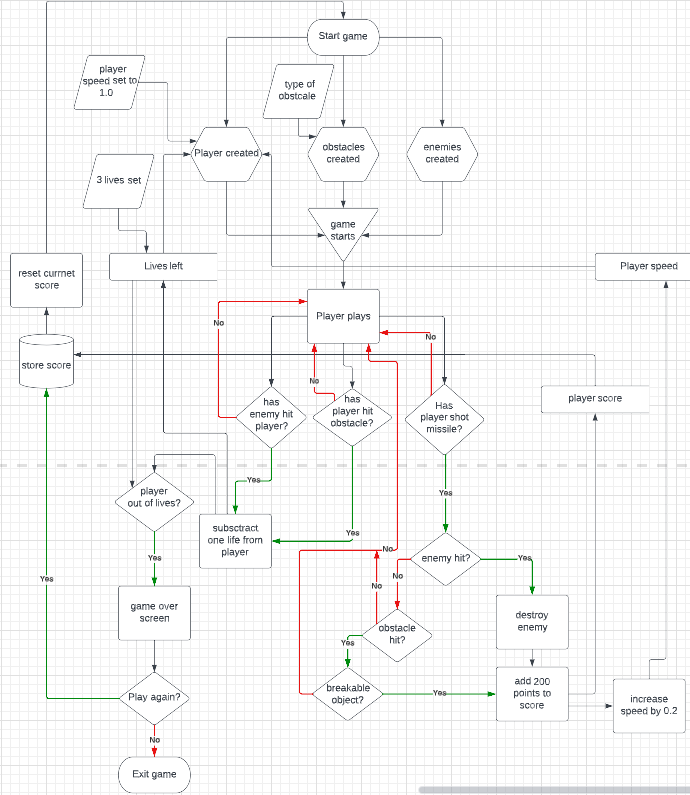 Start game
player
speed set to
1.0
type of
obstcale
Player created
obstacles
created
enemies
created
3 lives set
game
starts
reset currnet
score
Lives left
Player speed
Player plays
No
No
No
store score
has
enemy hit
player?
has
player hit
obstacle?
Has
player shot
missile?
player score
Yes
Yes
Yes
player
out of lives?
subsctract
one life from
player
Yes
Yes
No
enemy hit?
Yes
No
No
game over
screen
destroy
enemy
obstacle
hit?
Yes
Play again?
breakable
object?
Yes
add 200
points to
score
increase
speed by 0.2
No
Exit game